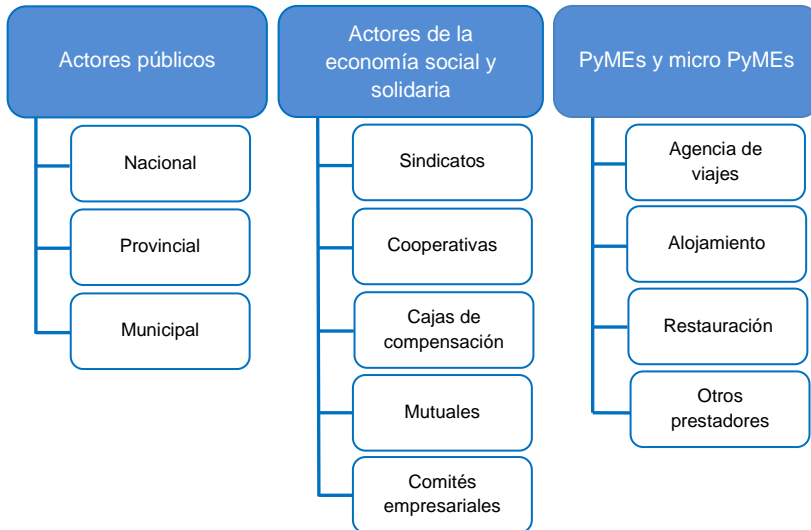 Actores públicos
Nacional
Provincial
Municipal
Actores de la
economía social y
solidaria
Sindicatos
Cooperativas
Cajas de
compensación
Mutuales
Comités
empresariales
PyMEs y micro PyMEs
Agencia de
viajes
Alojamiento
Restauración
Otros
prestadores